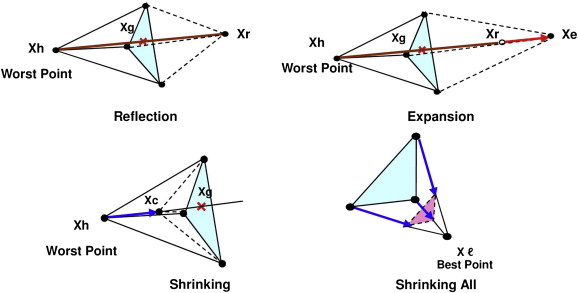 Xg
Xr
Xh
Worst Point
Reflection
Xg
Xr
Xe
Xh
Worst Point
Expansion
Xc
Xg
Xh
Worst Point
Shrinking
X ℓ
Best Point
Shrinking All